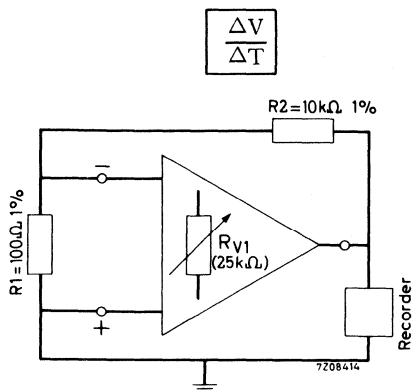 ΔV
ΔT
R2=10kΩ 1%
−
R1=100Ω 1%
RV1
(25kΩ)
+
Recorder
7Z08414